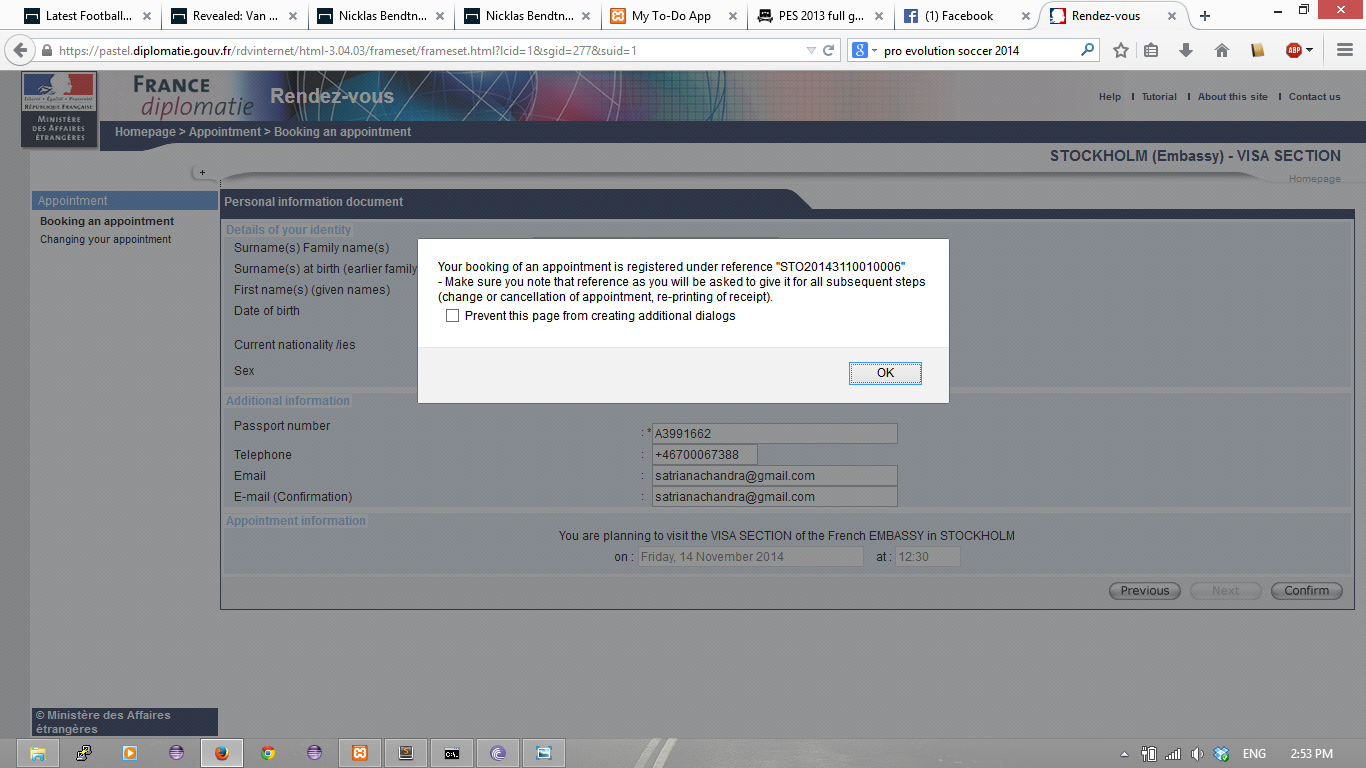 Latest Football...
Revealed: Van ...
Nicklas Bendtn...
Nicklas Bendtn...
My To-Do App
PES 2013 full g...
(1) Facebook
Rendez-vous
https://pastel.diplomatie.gouv.fr/rdvinternet/html-3.04.03/frameset/frameset.html?lcid=1&sgid=277&suid=1
pro evolution soccer 2014
ABP
Liberté • Égalité • Fraternité
RÉPUBLIQUE FRANÇAISE
MINISTÈRE
DES AFFAIRES
ÉTRANGÈRES
FRANCE
diplomatie
Rendez-vous
Help
Tutorial
About this site
Contact us
Homepage > Appointment > Booking an appointment
STOCKHOLM (Embassy) - VISA SECTION
Homepage
+
Appointment
Booking an appointment
Changing your appointment
Personal information document
Details of your identity
Surname(s) Family name(s)
Surname(s) at birth (earlier family
First name(s) (given names)
Date of birth
Current nationality /ies
Sex
Your booking of an appointment is registered under reference "STO20143110010006"
- Make sure you note that reference as you will be asked to give it for all subsequent steps
(change or cancellation of appointment, re-printing of receipt).
Prevent this page from creating additional dialogs
OK
Additional information
Passport number : * A3991662
Telephone : +46700067388
Email : satrianachandra@gmail.com
E-mail (Confirmation) : satrianachandra@gmail.com
Appointment information
You are planning to visit the VISA SECTION of the French EMBASSY in STOCKHOLM
on : Friday, 14 November 2014 at : 12:30
Previous
Next
Confirm
© Ministère des Affaires
étrangères
ENG
2:53 PM